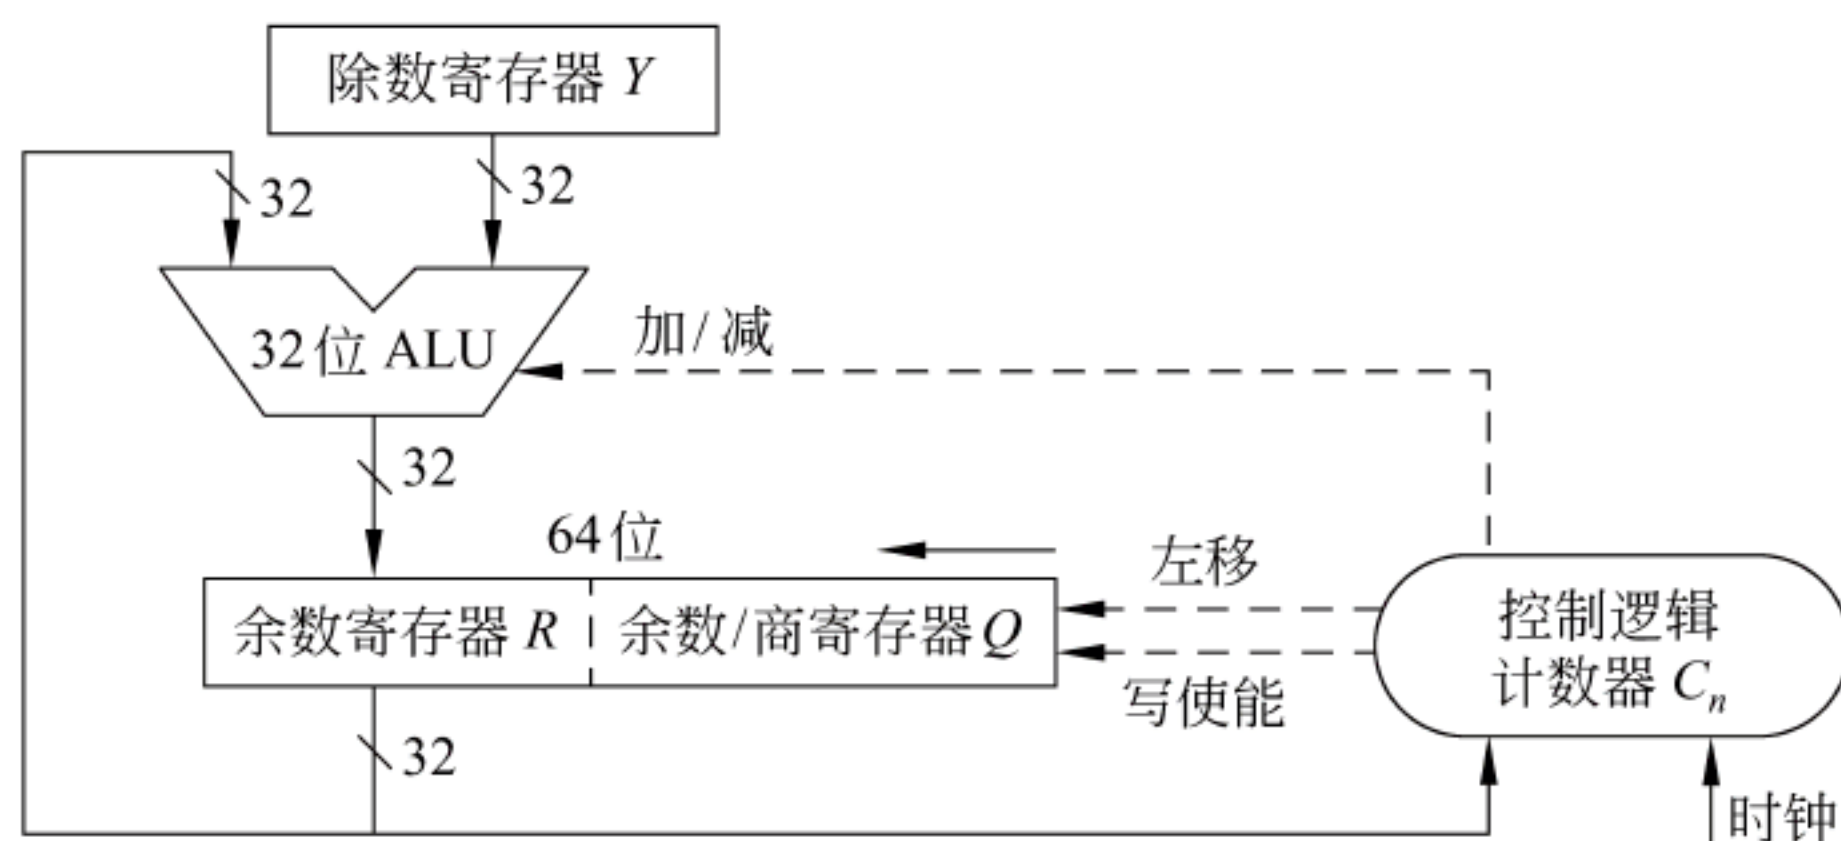 除数寄存器 Y
32
32
32位 ALU
加/减
32
64位
左移
余数寄存器 R
余数/商寄存器Q
控制逻辑
计数器 Cₙ
写使能
32
时钟